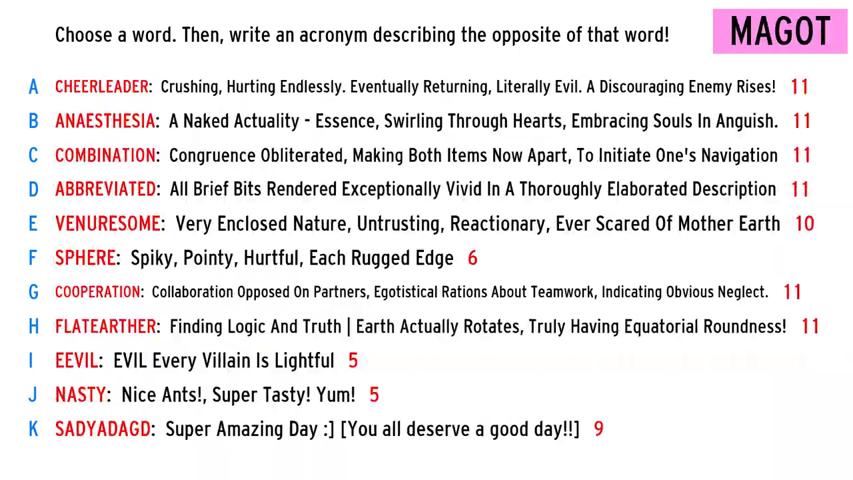 Choose a word. Then, write an acronym describing the opposite of that word!
MAGOT
A CHEERLEADER: Crushing, Hurting Endlessly. Eventually Returning, Literally Evil. A Discouraging Enemy Rises! 11
B ANAESTHESIA: A Naked Actuality - Essence, Swirling Through Hearts, Embracing Souls In Anguish. 11
C COMBINATION: Congruence Obliterated, Making Both Items Now Apart, To Initiate One's Navigation 11
D ABBREVIATED: All Brief Bits Rendered Exceptionally Vivid In A Thoroughly Elaborated Description 11
E VENURESOME: Very Enclosed Nature, Untrusting, Reactionary, Ever Scared Of Mother Earth 10
F SPHERE: Spiky, Pointy, Hurtful, Each Rugged Edge 6
G COOPERATION: Collaboration Opposed On Partners, Egotistical Rations About Teamwork, Indicating Obvious Neglect. 11
H FLATEARTHER: Finding Logic And Truth | Earth Actually Rotates, Truly Having Equatorial Roundness! 11
I EEVIL: EVIL Every Villain Is Lightful 5
J NASTY: Nice Ants!, Super Tasty! Yum! 5
K SADYADAGD: Super Amazing Day :] [You all deserve a good day!!] 9